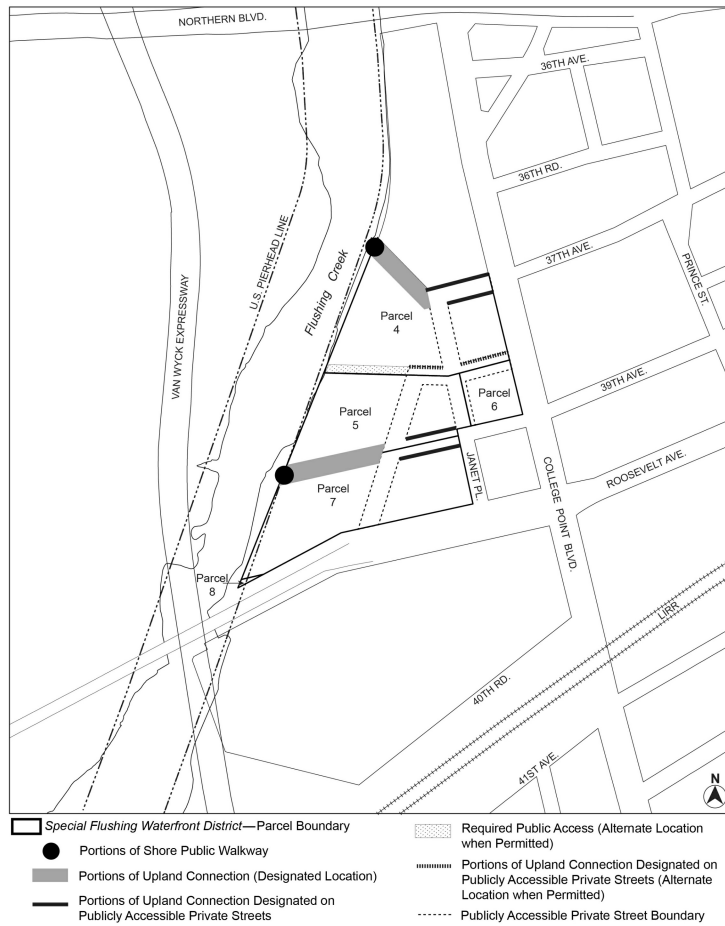 NORTHERN BLVD.
36TH AVE.
36TH RD.
37TH AVE.
PRINCE ST.
39TH AVE.
ROOSEVELT AVE.
COLLEGE POINT BLVD.
JANET PL.
LIRR
40TH RD.
41ST AVE.
VAN WYCK EXPRESSWAY
U.S. PIERHEAD LINE
Flushing Creek
Parcel
4
Parcel
5
Parcel
6
Parcel
7
Parcel
8
N
Special Flushing Waterfront District—Parcel Boundary
Portions of Shore Public Walkway
Portions of Upland Connection (Designated Location)
Portions of Upland Connection Designated on
Publicly Accessible Private Streets
Required Public Access (Alternate Location
when Permitted)
Portions of Upland Connection Designated on
Publicly Accessible Private Streets (Alternate
Location when Permitted)
Publicly Accessible Private Street Boundary